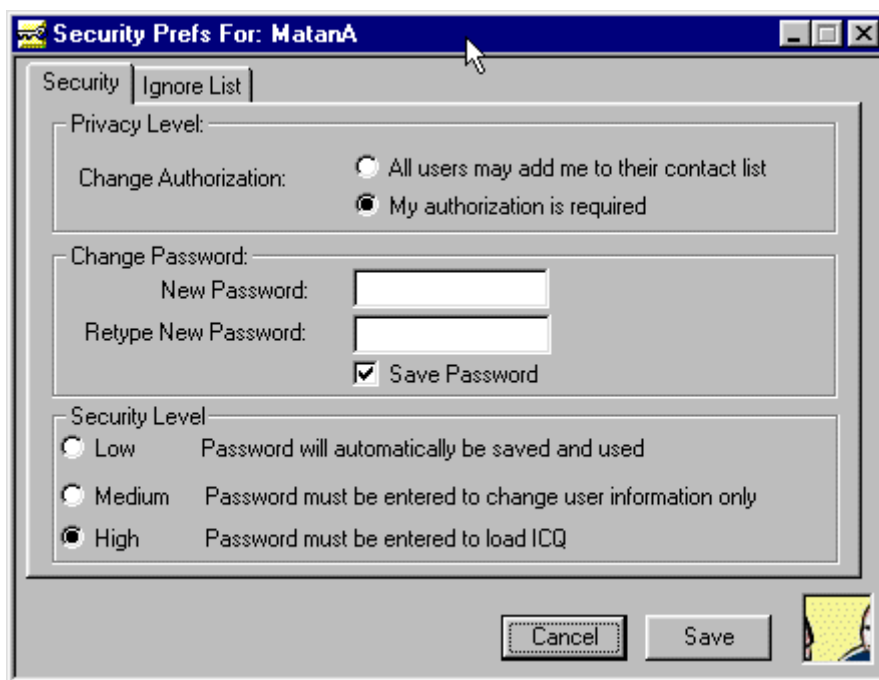 Security Prefs For: MatanA
Security Ignore List
Privacy Level:
Change Authorization:
All users may add me to their contact list
My authorization is required
Change Password:
New Password:
Retype New Password:
Save Password
Security Level
Low Password will automatically be saved and used
Medium Password must be entered to change user information only
High Password must be entered to load ICQ
Cancel Save